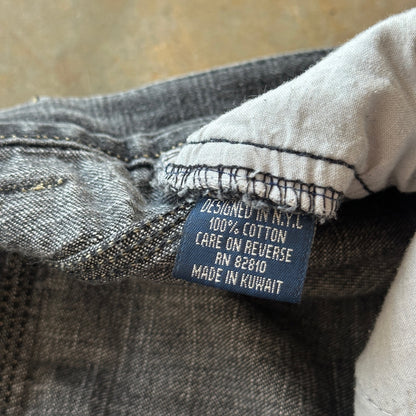 DESIGNED IN N.Y.C
100% COTTON
CARE ON REVERSE
RN 82810
MADE IN KUWAIT